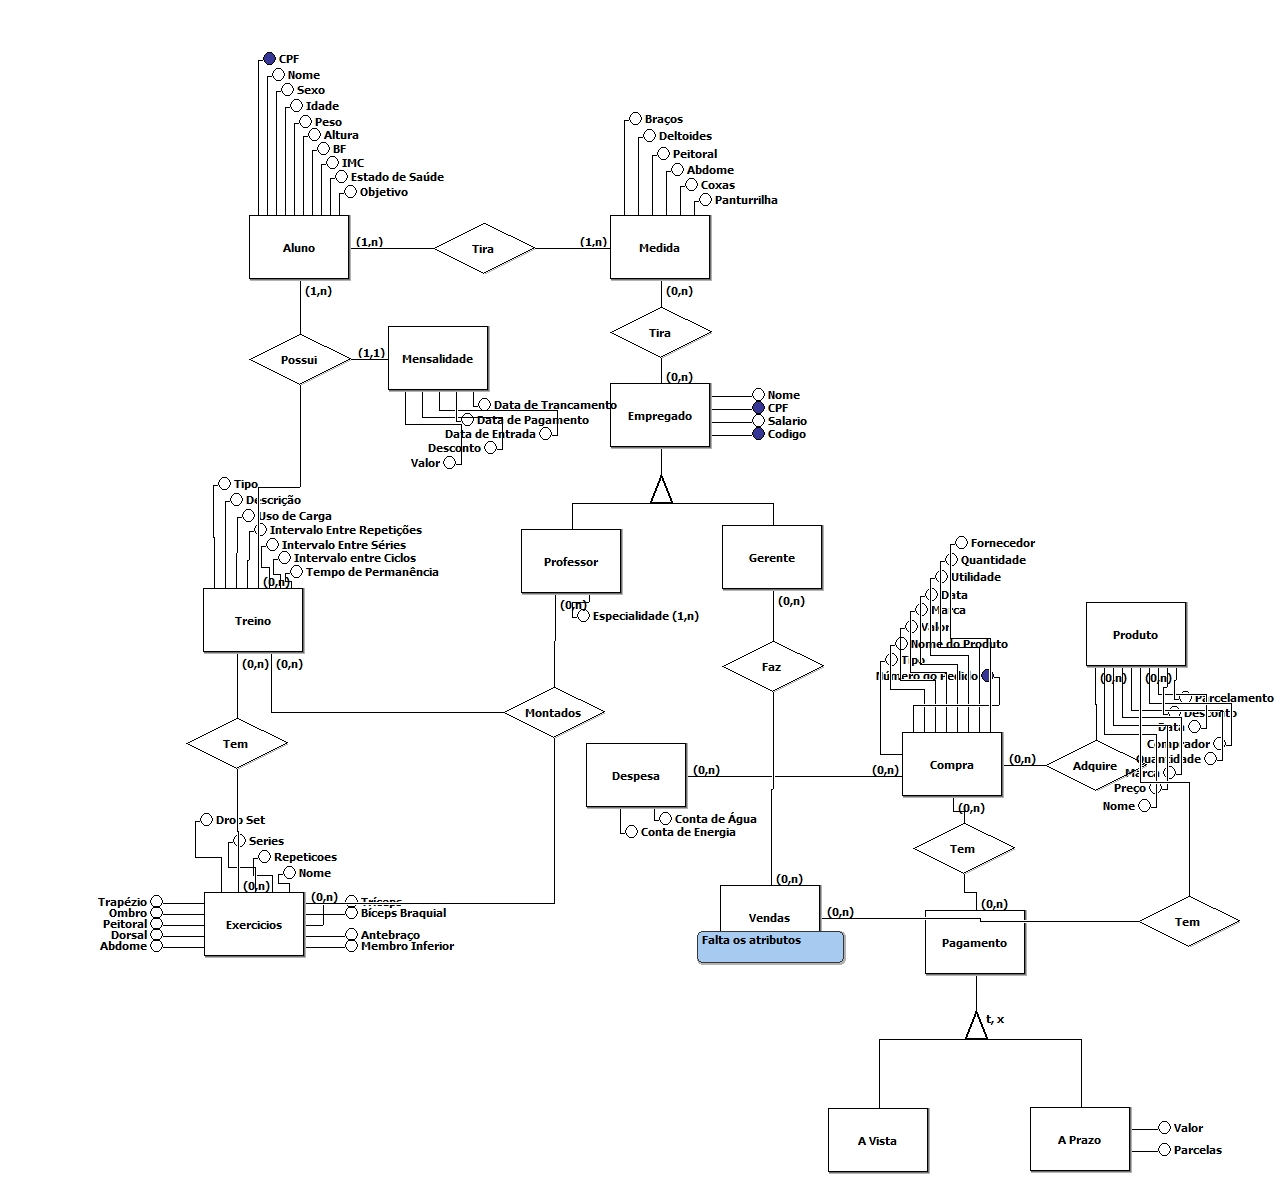 CPF
Nome
Sexo
Idade
Peso
Altura
BF
IMC
Estado de Saúde
Objetivo
Braços
Deltoides
Peitoral
Abdome
Coxas
Panturrilha
Aluno
(1,n)
Tira
(1,n)
Medida
(1,n)
(0,n)
Tira
Possui
(1,1)
Mensalidade
(0,n)
Data de Trancamento
Data de Pagamento
Data de Entrada
Desconto
Valor
Empregado
Nome
CPF
Salario
Codigo
Tipo
Descrição
Uso de Carga
Intervalo Entre Repetições
Intervalo Entre Séries
Intervalo entre Ciclos
Tempo de Permanência
(0,n)
Treino
(0,n)
(0,n)
Professor
(0,n)
Especialidade (1,n)
Gerente
(0,n)
Fornecedor
Quantidade
Utilidade
Data
Marca
Valor
Nome do Produto
Tipo
Número do Pedido
Produto
(0,n)
(0,n)
Parcelamento
Desconto
Data
Comprador
Quantidade
Marca
Preço
Nome
Faz
Montados
Tem
Despesa
(0,n)
(0,n)
Compra
(0,n)
Adquire
Conta de Água
Conta de Energia
(0,n)
Tem
Drop Set
Series
Repeticoes
Nome
(0,n)
(0,n)
Trapézio
Ombro
Peitoral
Dorsal
Abdome
Exercicios
Tríceps
Bíceps Braquial
Antebraço
Membro Inferior
(0,n)
Vendas
(0,n)
Falta os atributos
(0,n)
Pagamento
Tem
t, x
A Vista
A Prazo
Valor
Parcelas